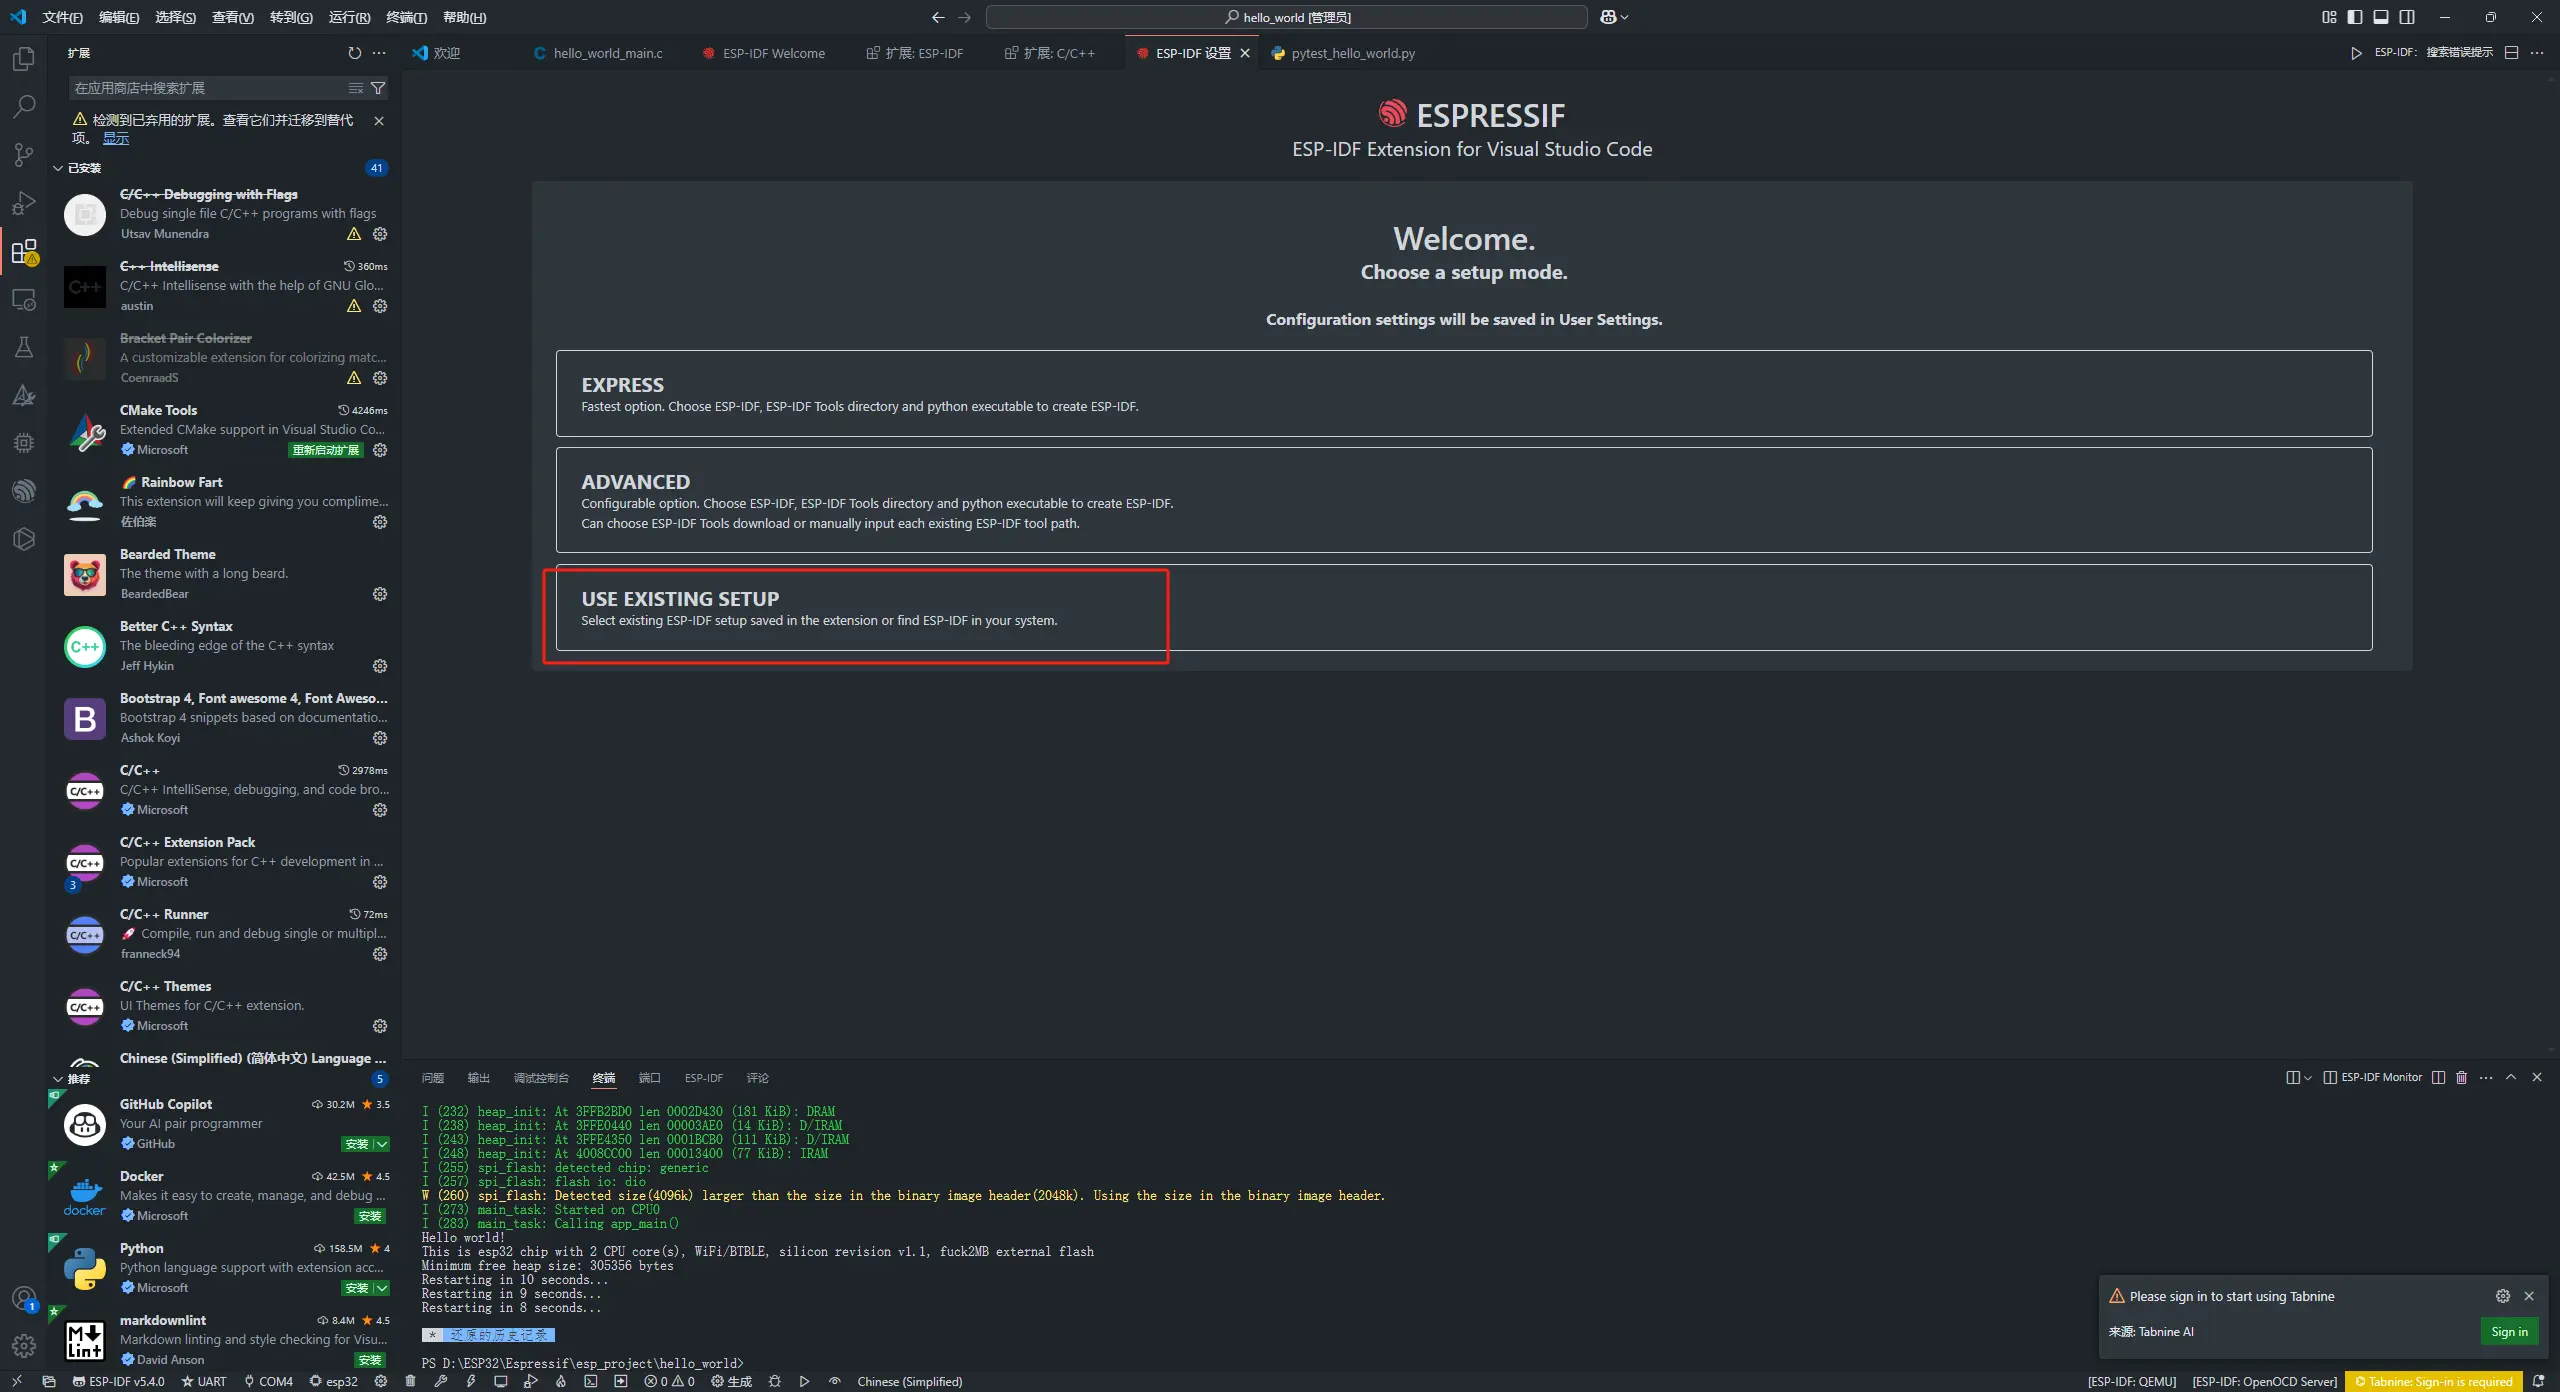 文件(F) 编辑(E) 选择(S) 查看(V) 转到(G) 运行(R) 终端(T) 帮助(H)
hello_world [管理员]
扩展
在应用商店中搜索扩展
检测到已弃用的扩展。查看它们并迁移到替代
项。 显示
已安装 41
C/C++ Debugging with Flags
Debug single file C/C++ programs with flags
Utsav Munendra
C++ Intellisense 360ms
C/C++ Intellisense with the help of GNU Glo...
austin
Bracket Pair Colorizer
A customizable extension for colorizing matc...
CoenraadS
CMake Tools 4246ms
Extended CMake support in Visual Studio Co...
Microsoft 重新启动扩展
Rainbow Fart
This extension will keep giving you complime...
佐伯楽
Bearded Theme
The theme with a long beard.
BeardedBear
C++
Better C++ Syntax
The bleeding edge of the C++ syntax
Jeff Hykin
B
Bootstrap 4, Font awesome 4, Font Aweso...
Bootstrap 4 snippets based on documentatio...
Ashok Koyi
C/C++
C/C++ 2978ms
C/C++ IntelliSense, debugging, and code bro...
Microsoft
C/C++
3
C/C++ Extension Pack
Popular extensions for C++ development in ...
Microsoft
C/C++
C/C++ Runner 72ms
Compile, run and debug single or multipl...
franneck94
C/C++
C/C++ Themes
UI Themes for C/C++ extension.
Microsoft
Chinese (Simplified) (简体中文) Language ...
推荐 5
GitHub Copilot 30.2M 3.5
Your AI pair programmer
GitHub 安装
docker
Docker 42.5M 4.5
Makes it easy to create, manage, and debug ...
Microsoft 安装
Python 158.5M 4
Python language support with extension acc...
Microsoft 安装
M Lint
markdownlint 8.4M 4.5
Markdown linting and style checking for Visu...
David Anson 安装
1
欢迎 hello_world_main.c ESP-IDF Welcome 扩展: ESP-IDF 扩展: C/C++ ESP-IDF 设置 pytest_hello_world.py ESP-IDF: 搜索错误提示
ESPRESSIF
ESP-IDF Extension for Visual Studio Code
Welcome.
Choose a setup mode.
Configuration settings will be saved in User Settings.
EXPRESS
Fastest option. Choose ESP-IDF, ESP-IDF Tools directory and python executable to create ESP-IDF.
ADVANCED
Configurable option. Choose ESP-IDF, ESP-IDF Tools directory and python executable to create ESP-IDF.
Can choose ESP-IDF Tools download or manually input each existing ESP-IDF tool path.
USE EXISTING SETUP
Select existing ESP-IDF setup saved in the extension or find ESP-IDF in your system.
问题 输出 调试控制台 终端 端口 ESP-IDF 评论 ESP-IDF Monitor
I (232) heap_init: At 3FFB2BD0 len 0002D430 (181 KiB): DRAM
I (238) heap_init: At 3FFE0440 len 00003AE0 (14 KiB): D/IRAM
I (243) heap_init: At 3FFE4350 len 0001BCB0 (111 KiB): D/IRAM
I (248) heap_init: At 4008CC00 len 00013400 (77 KiB): IRAM
I (255) spi_flash: detected chip: generic
I (257) spi_flash: flash io: dio
W (260) spi_flash: Detected size(4096k) larger than the size in the binary image header(2048k). Using the size in the binary image header.
I (273) main_task: Started on CPU0
I (283) main_task: Calling app_main()
Hello world!
This is esp32 chip with 2 CPU core(s), WiFi/BTBLE, silicon revision v1.1, fuck2MB external flash
Minimum free heap size: 305356 bytes
Restarting in 10 seconds...
Restarting in 9 seconds...
Restarting in 8 seconds...
* 还原的历史记录
PS D:\ESP32\Espressif\esp_project\hello_world>
Please sign in to start using Tabnine
来源: Tabnine AI Sign in
ESP-IDF v5.4.0 UART COM4 esp32 0 0 生成 Chinese (Simplified) [ESP-IDF: QEMU] [ESP-IDF: OpenOCD Server] Tabnine: Sign-in is required